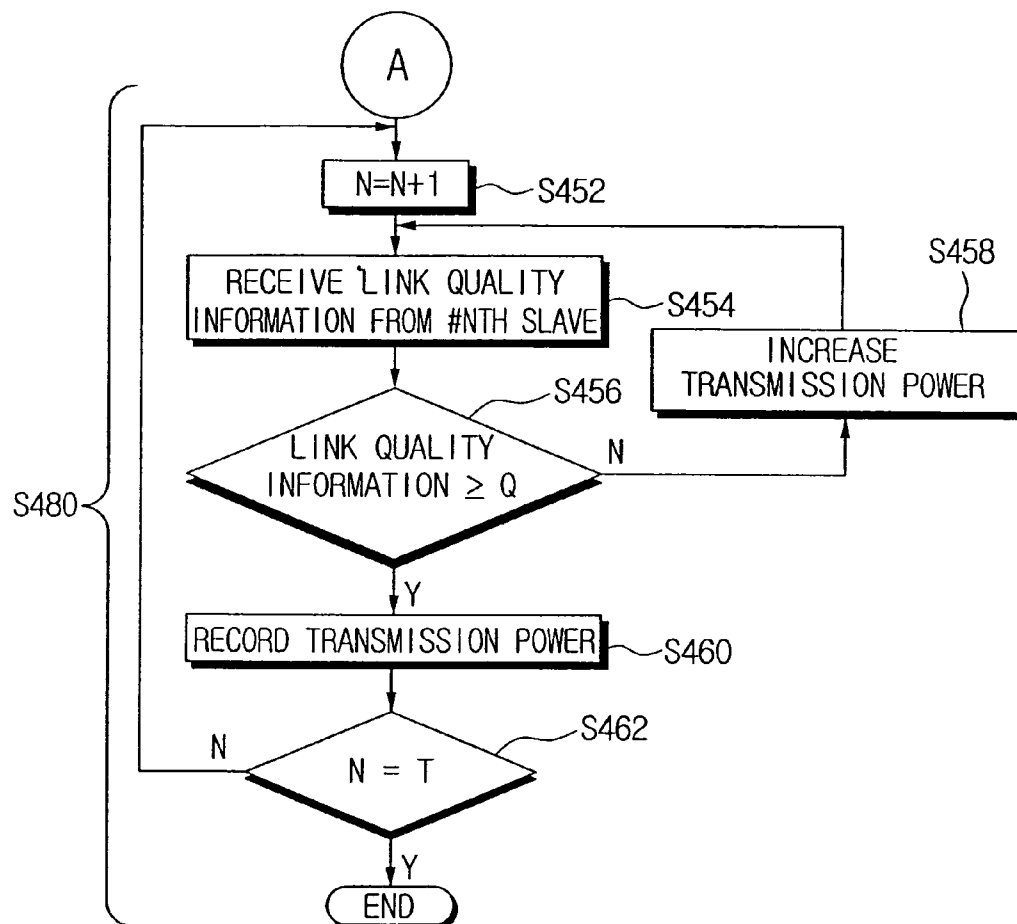 A
N=N+1
S452
S458
RECEIVE LINK QUALITY
INFORMATION FROM #NTH SLAVE
S454
INCREASE
TRANSMISSION POWER
S456
LINK QUALITY
INFORMATION ≥ Q
N
S480
Y
RECORD TRANSMISSION POWER
S460
S462
N
N = T
Y
END